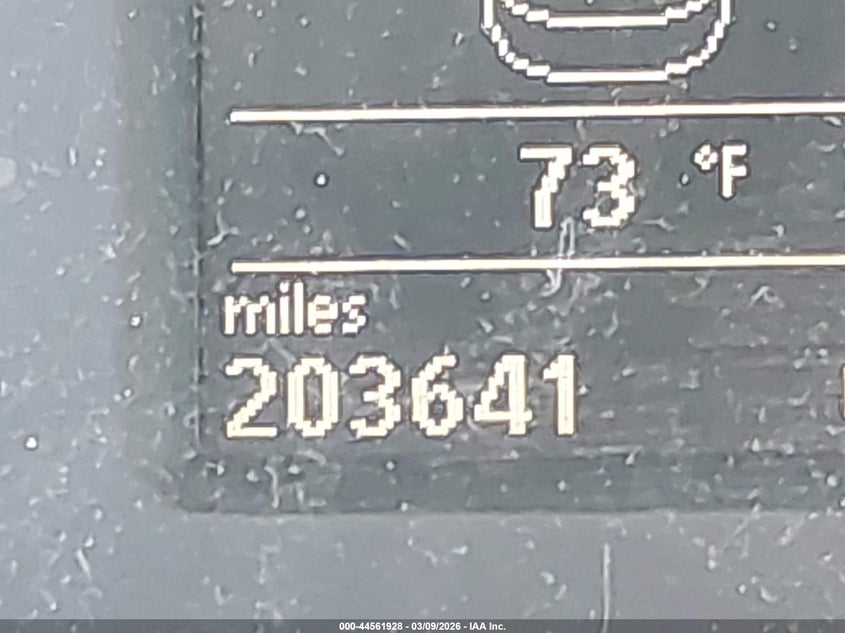 73 °F
miles
203641
000-44561928 - 03/09/2026 - IAA Inc.